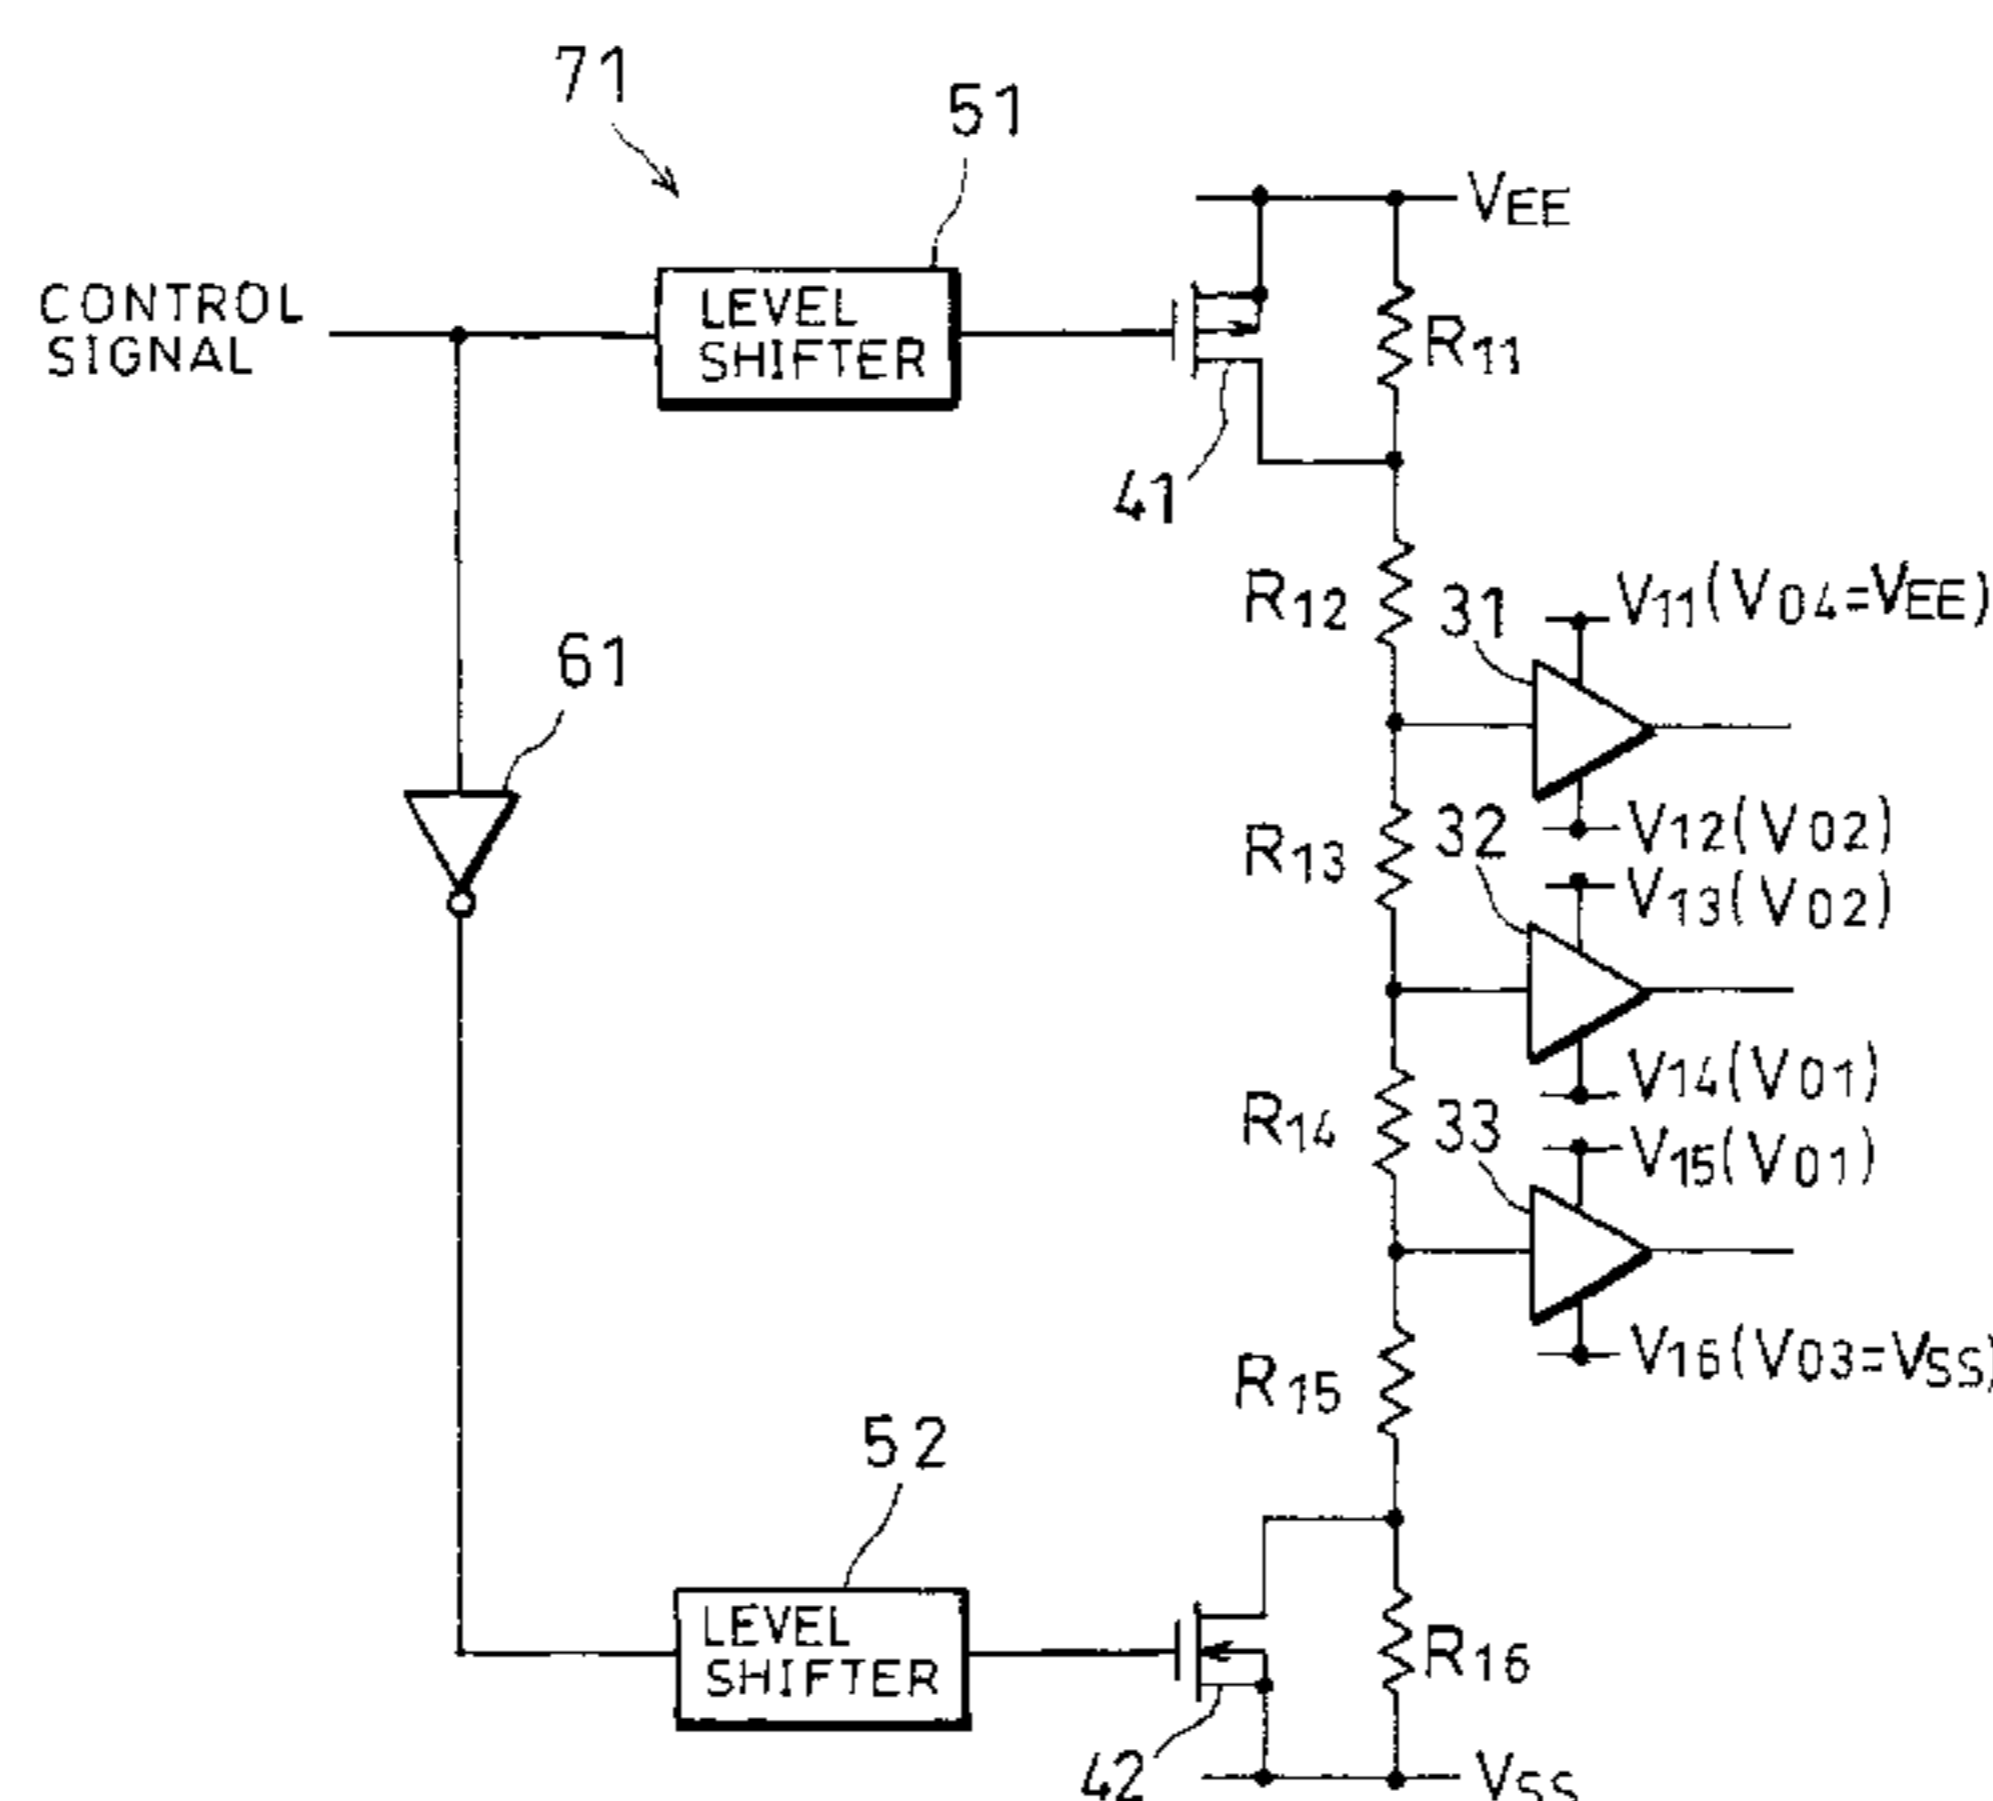 71
51
VEE
CONTROL
SIGNAL
LEVEL
SHIFTER
R11
41
R12
31
V11(V04=VEE)
61
V12(V02)
R13
32
V13(V02)
V14(V01)
R14
33
V15(V01)
V16(V03=VSS)
R15
52
LEVEL
SHIFTER
R16
42
VSS